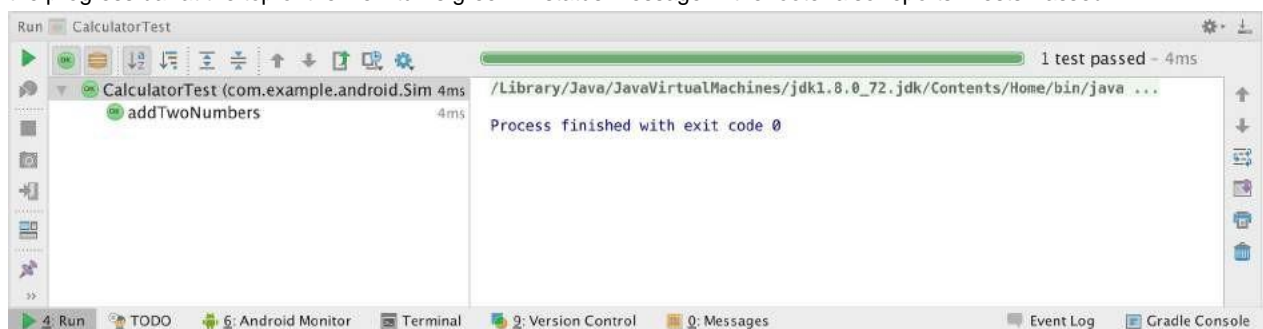 Run CalculatorTest
1 test passed - 4ms
CalculatorTest (com.example.android.Sim 4ms
addTwoNumbers 4ms
/Library/Java/JavaVirtualMachines/jdk1.8.0_72.jdk/Contents/Home/bin/java ...
Process finished with exit code 0
4: Run TODO 6: Android Monitor Terminal 9: Version Control 0: Messages Event Log Gradle Console